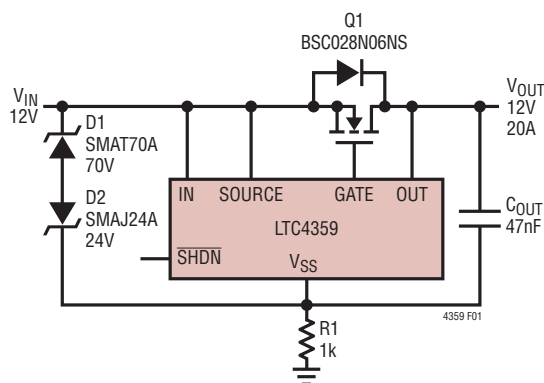 Q1
BSC028N06NS
VIN
12V
VOUT
12V
20A
D1
SMAT70A
70V
D2
SMAJ24A
24V
IN SOURCE GATE OUT
LTC4359
SHDN
VSS
COUT
47nF
4359 F01
R1
1k